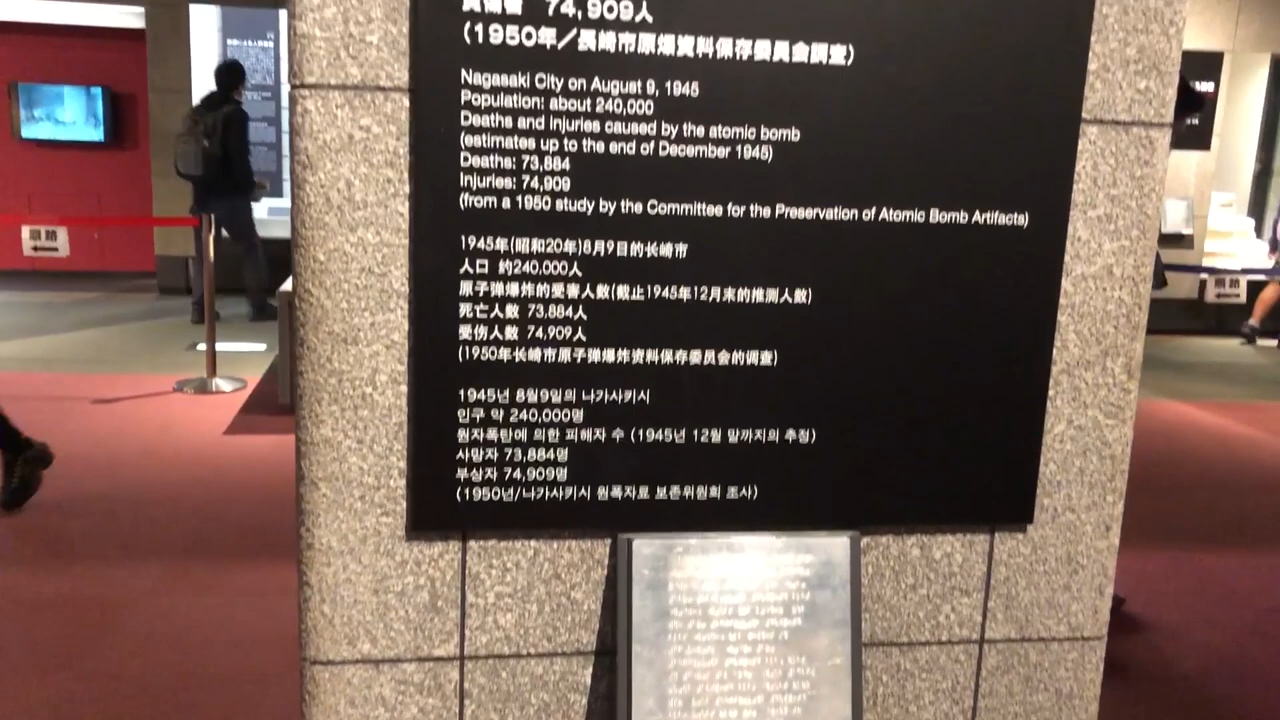 負傷者 74,909人
(1950年/長崎市原爆資料保存委員会調査)
Nagasaki City on August 9, 1945
Population: about 240,000
Deaths and injuries caused by the atomic bomb
(estimates up to the end of December 1945)
Deaths: 73,884
Injuries: 74,909
(from a 1950 study by the Committee for the Preservation of Atomic Bomb Artifacts)
1945年(昭和20年)8月9日的长崎市
人口 约240,000人
原子弹爆炸的受害人数(截止1945年12月末的推测人数)
死亡人数 73,884人
受伤人数 74,909人
(1950年长崎市原子弹爆炸资料保存委员会的调查)
1945년 8월9일의 나가사키시
인구 약 240,000명
원자폭탄에 의한 피해자 수 (1945년 12월 말까지의 추정)
사망자 73,884명
부상자 74,909명
(1950년/나가사키시 원폭자료 보존위원회 조사)
順路
順路